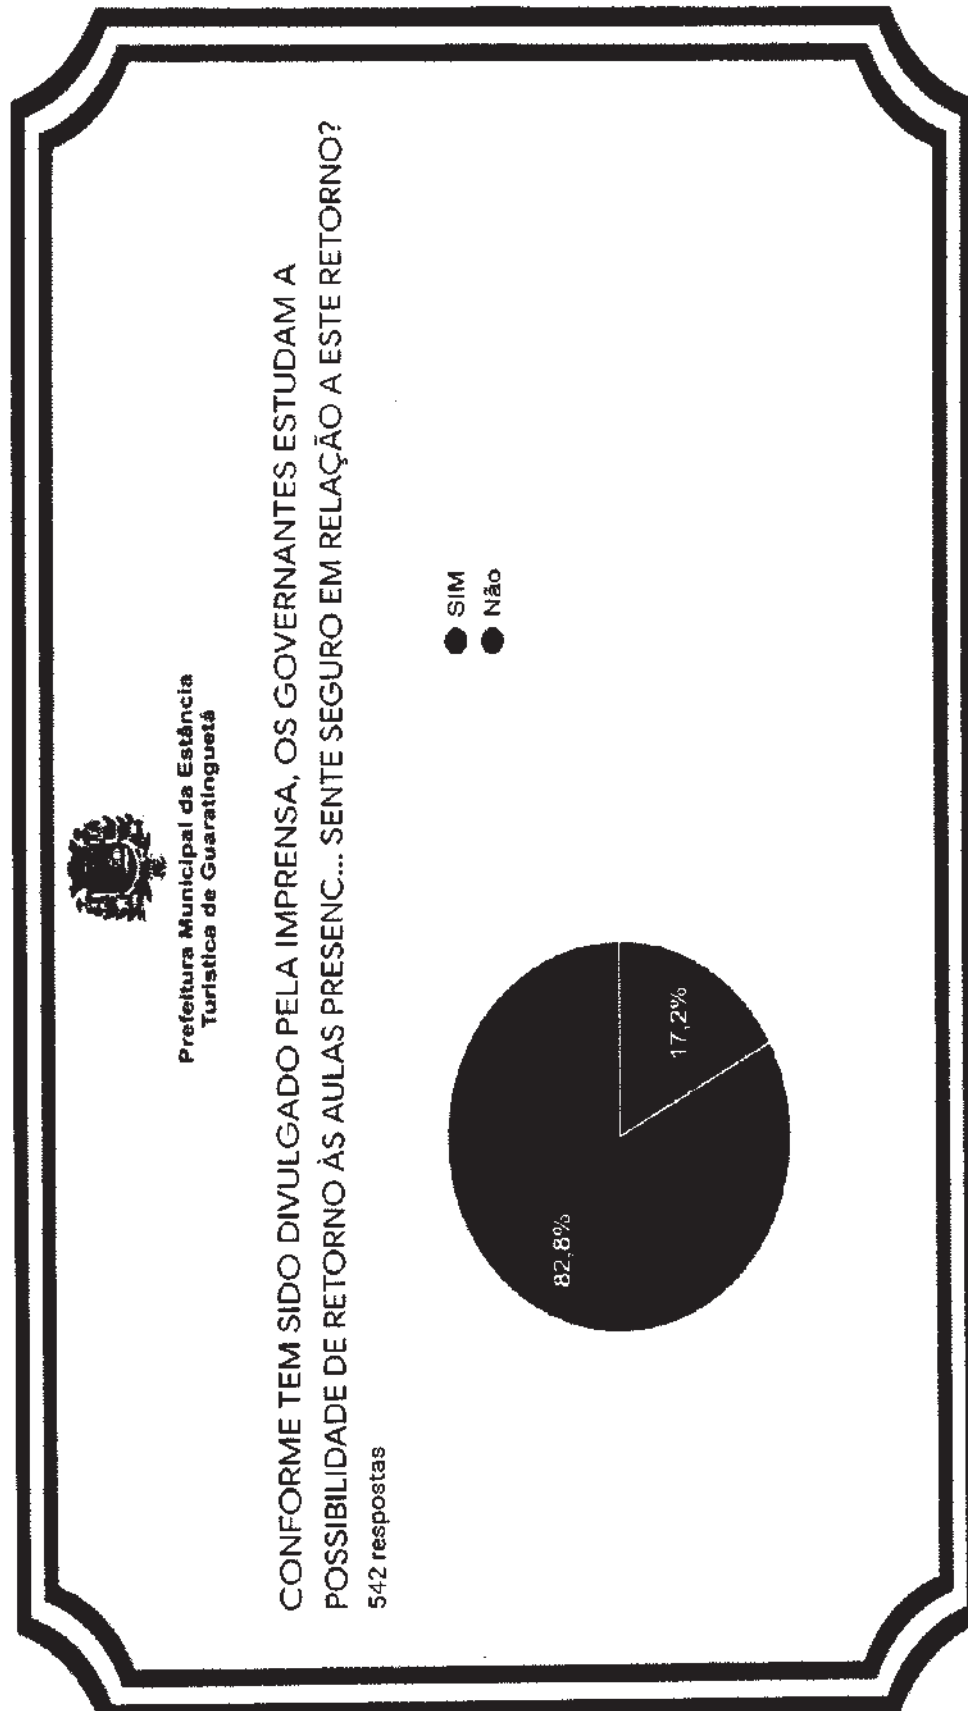 Prefeitura Municipal da Estância
Turística de Guaratinguetá
CONFORME TEM SIDO DIVULGADO PELA IMPRENSA, OS GOVERNANTES ESTUDAM A
POSSIBILIDADE DE RETORNO ÀS AULAS PRESENC... SENTE SEGURO EM RELAÇÃO A ESTE RETORNO?
542 respostas
SIM
Não
82,8%
17,2%